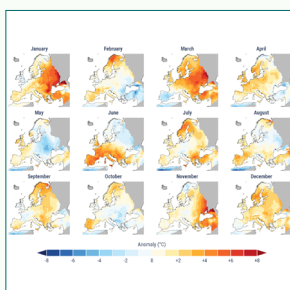 January February March April
May June July August
September October November December
Anomaly (°C)
-8 -6 -4 -2 0 +2 +4 +6 +8